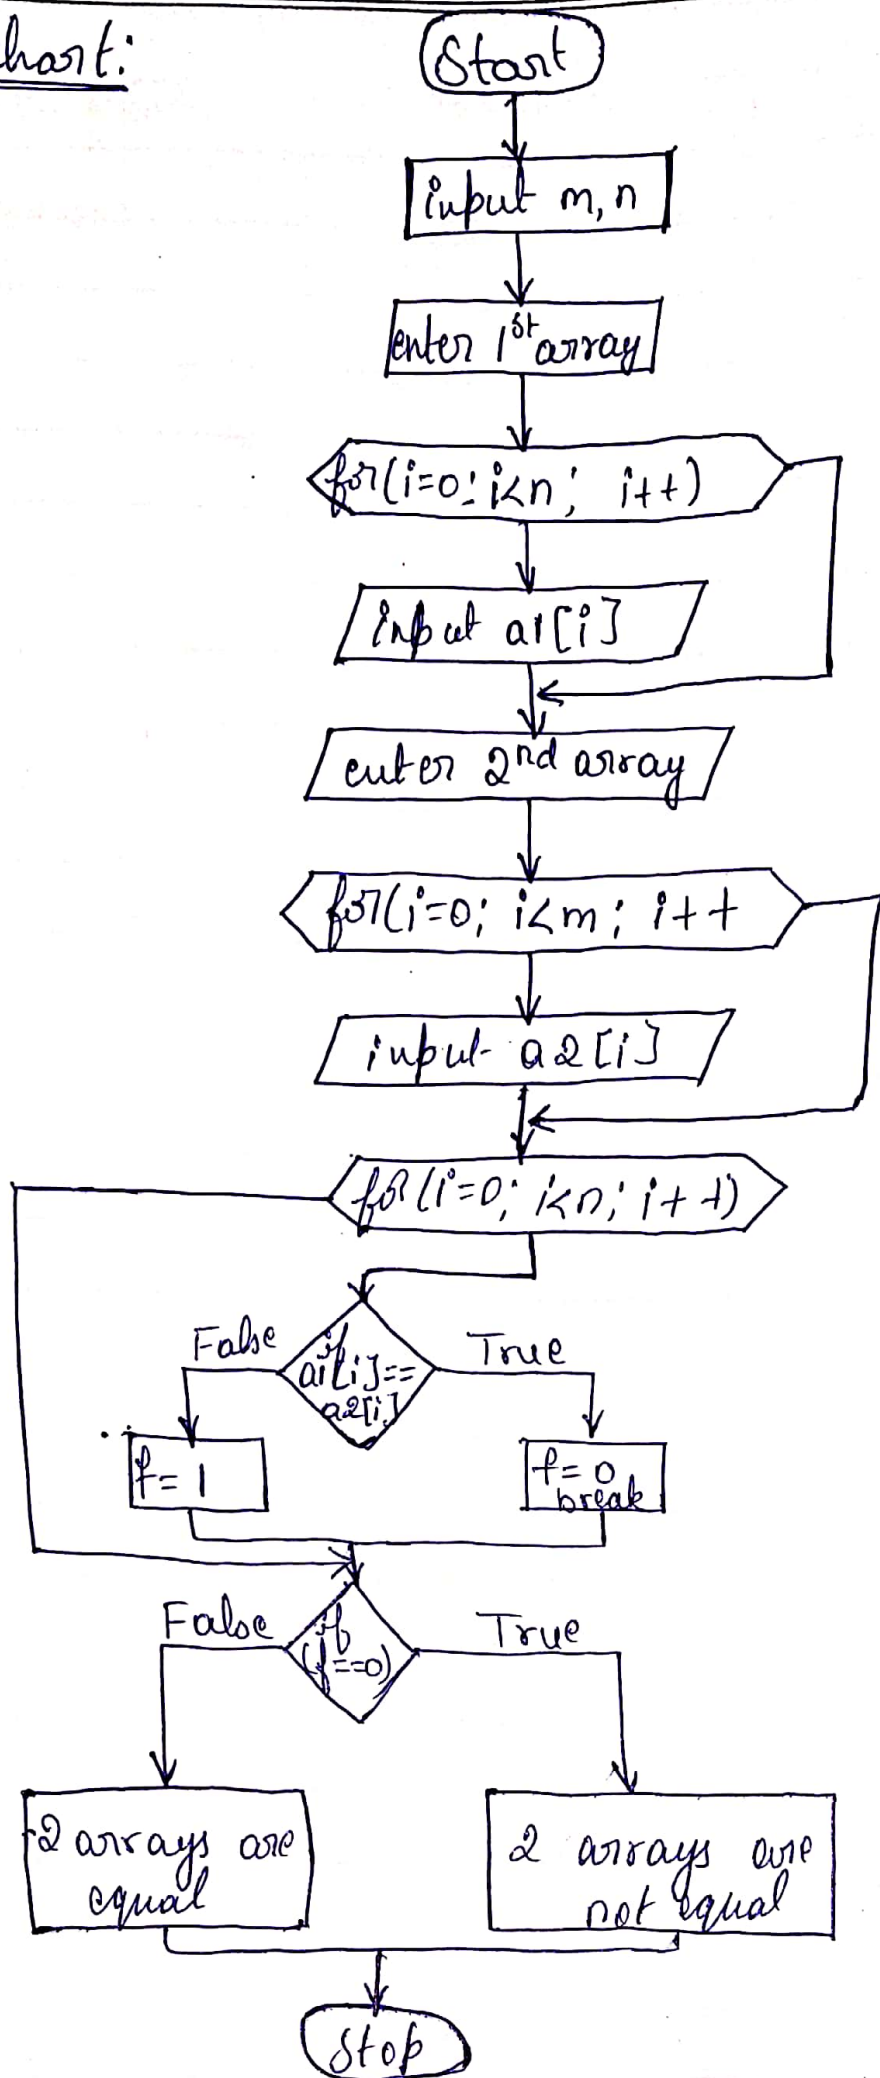 hart:
Start
input m, n
enter 1st array
for(i=0; i<n; i++)
input a1[i]
enter 2nd array
for(i=0; i<m; i++
input a2[i]
for(i=0; i<n; i++)
False
True
if
a1[i]==
a2[i]
f=1
f=0
break
False
True
if
(f==0)
2 arrays are
equal
2 arrays are
not equal
Stop